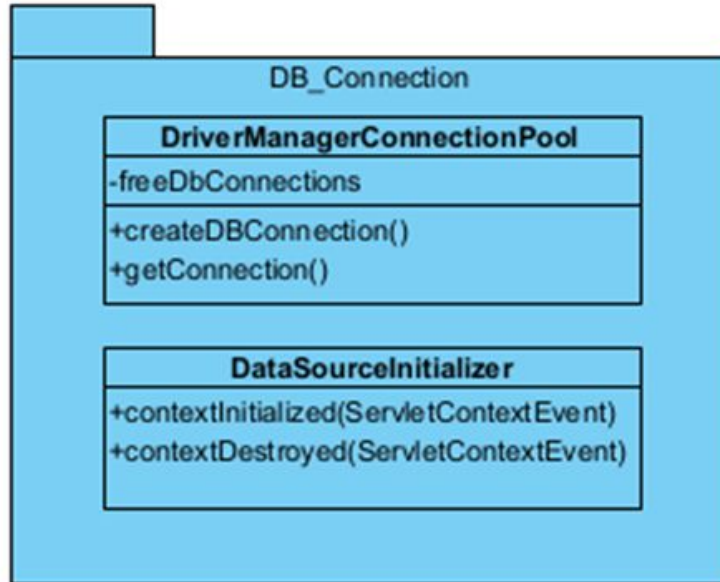 DB_Connection
DriverManagerConnectionPool
-freeDbConnections
+createDBConnection()
+getConnection()
DataSourceInitializer
+contextInitialized(ServletContextEvent)
+contextDestroyed(ServletContextEvent)